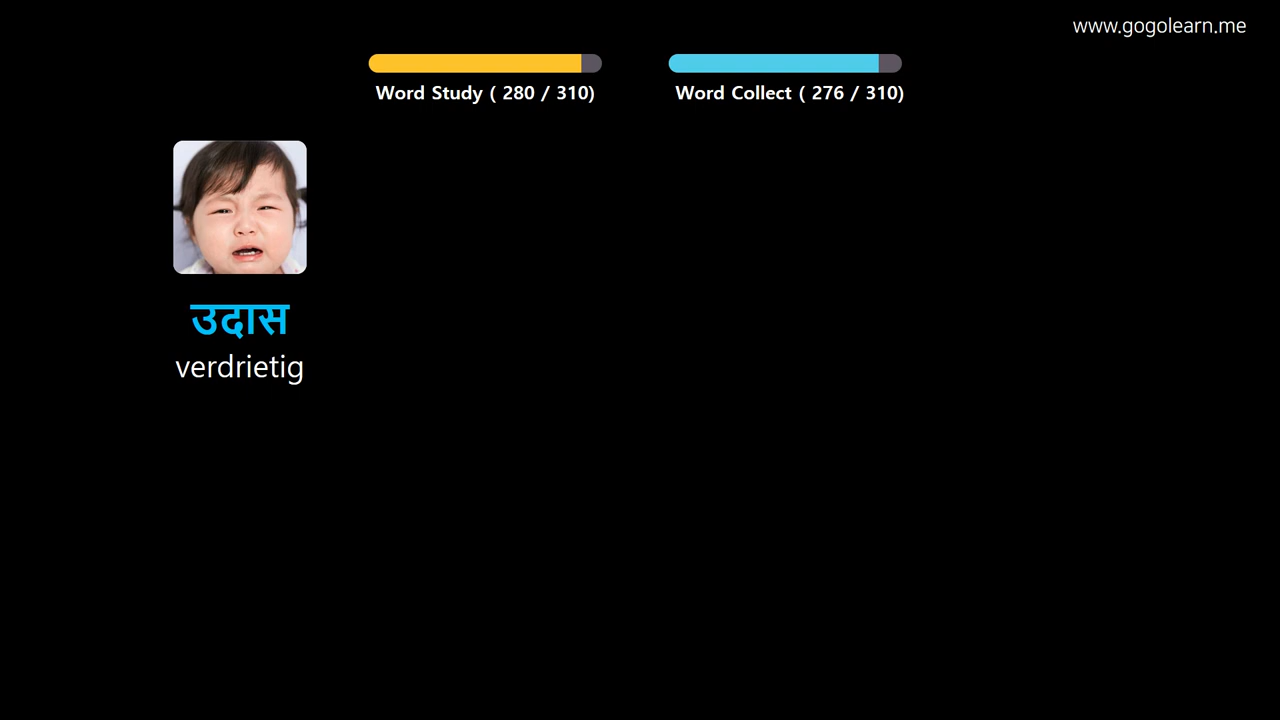 www.gogolearn.me
Word Study ( 280 / 310)
Word Collect ( 276 / 310)
उदास
verdrietig